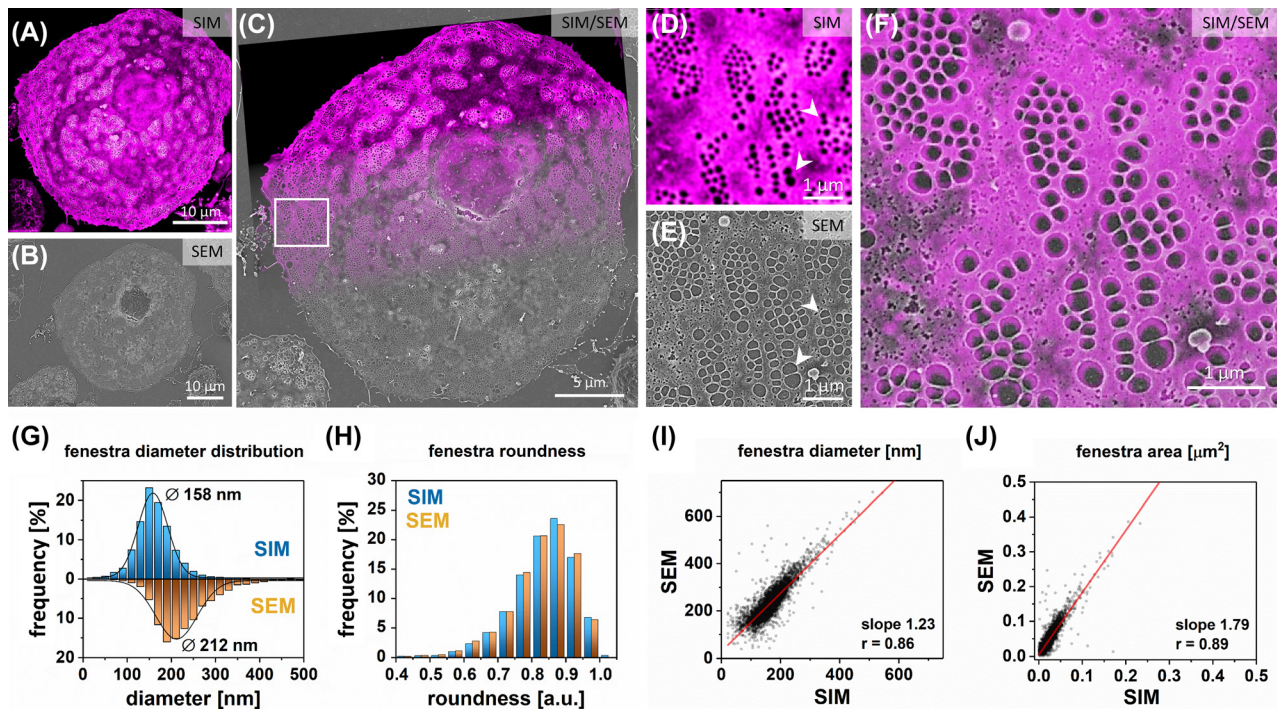 (A)
SIM
10 μm
(B)
SEM
10 μm
(C)
SIM/SEM
5 μm
(D)
SIM
1 μm
(E)
SEM
1 μm
(F)
SIM/SEM
1 μm
(G)
fenestra diameter distribution
frequency [%]
20
10
0
10
20
∅ 158 nm
SIM
SEM
∅ 212 nm
0 100 200 300 400 500
diameter [nm]
(H)
fenestra roundness
frequency [%]
30
25
20
15
10
5
0
SIM
SEM
0.4 0.5 0.6 0.7 0.8 0.9 1.0
roundness [a.u.]
(I)
fenestra diameter [nm]
SEM
600
400
200
0
slope 1.23
r = 0.86
0 200 400 600
SIM
(J)
fenestra area [μm²]
SEM
0.5
0.4
0.3
0.2
0.1
0.0
slope 1.79
r = 0.89
0.0 0.1 0.2 0.3 0.4 0.5
SIM